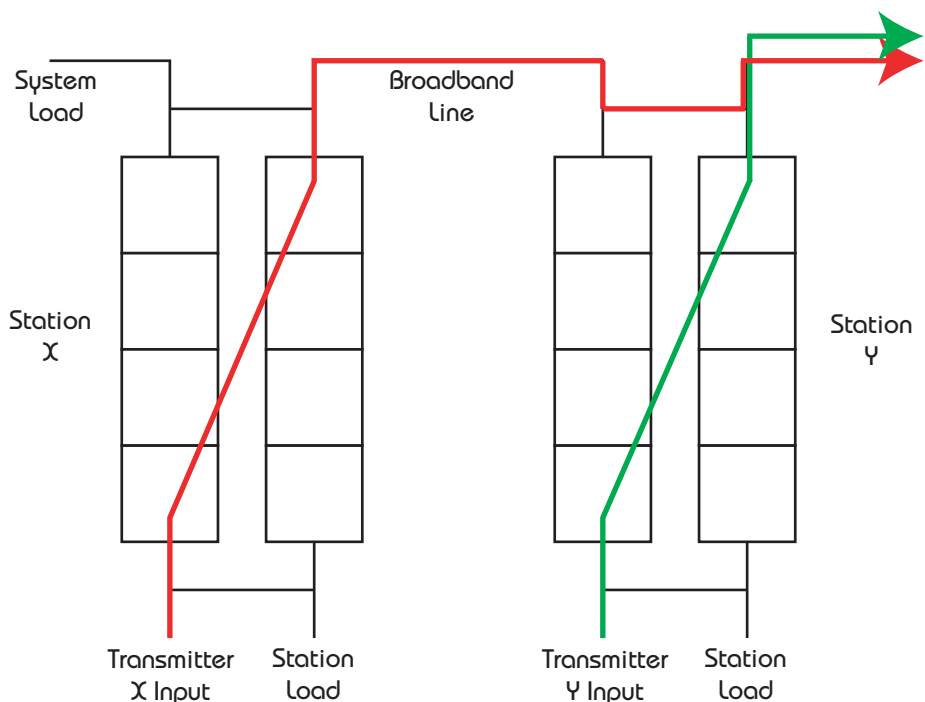 System
Load
Broadband
Line
Station
X
Station
Y
Transmitter
X Input
Station
Load
Transmitter
Y Input
Station
Load